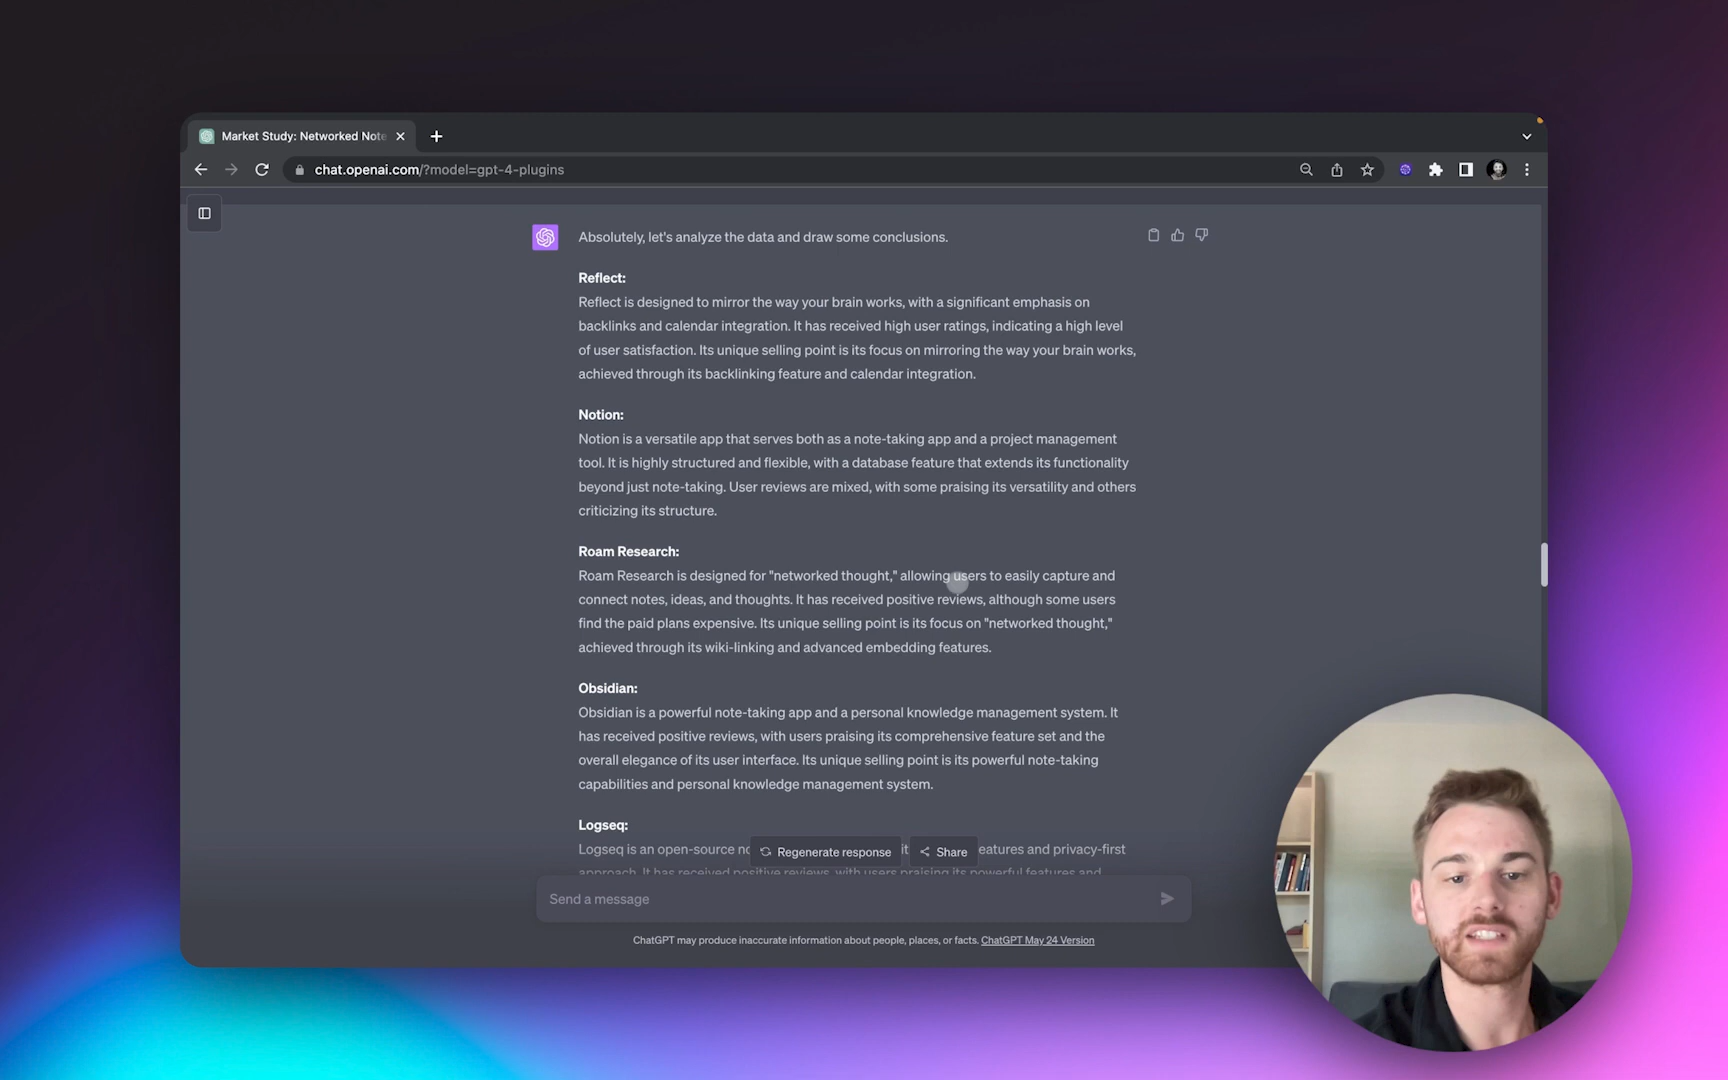 Market Study: Networked Note
chat.openai.com/?model=gpt-4-plugins
Absolutely, let's analyze the data and draw some conclusions.
Reflect:
Reflect is designed to mirror the way your brain works, with a significant emphasis on
backlinks and calendar integration. It has received high user ratings, indicating a high level
of user satisfaction. Its unique selling point is its focus on mirroring the way your brain works,
achieved through its backlinking feature and calendar integration.
Notion:
Notion is a versatile app that serves both as a note-taking app and a project management
tool. It is highly structured and flexible, with a database feature that extends its functionality
beyond just note-taking. User reviews are mixed, with some praising its versatility and others
criticizing its structure.
Roam Research:
Roam Research is designed for "networked thought," allowing users to easily capture and
connect notes, ideas, and thoughts. It has received positive reviews, although some users
find the paid plans expensive. Its unique selling point is its focus on "networked thought,"
achieved through its wiki-linking and advanced embedding features.
Obsidian:
Obsidian is a powerful note-taking app and a personal knowledge management system. It
has received positive reviews, with users praising its comprehensive feature set and the
overall elegance of its user interface. Its unique selling point is its powerful note-taking
capabilities and personal knowledge management system.
Logseq:
Logseq is an open-source eatures and privacy-first
Regenerate response
Share
approach. It has received positive reviews, with users praising its powerful features and
Send a message
ChatGPT may produce inaccurate information about people, places, or facts. ChatGPT May 24 Version